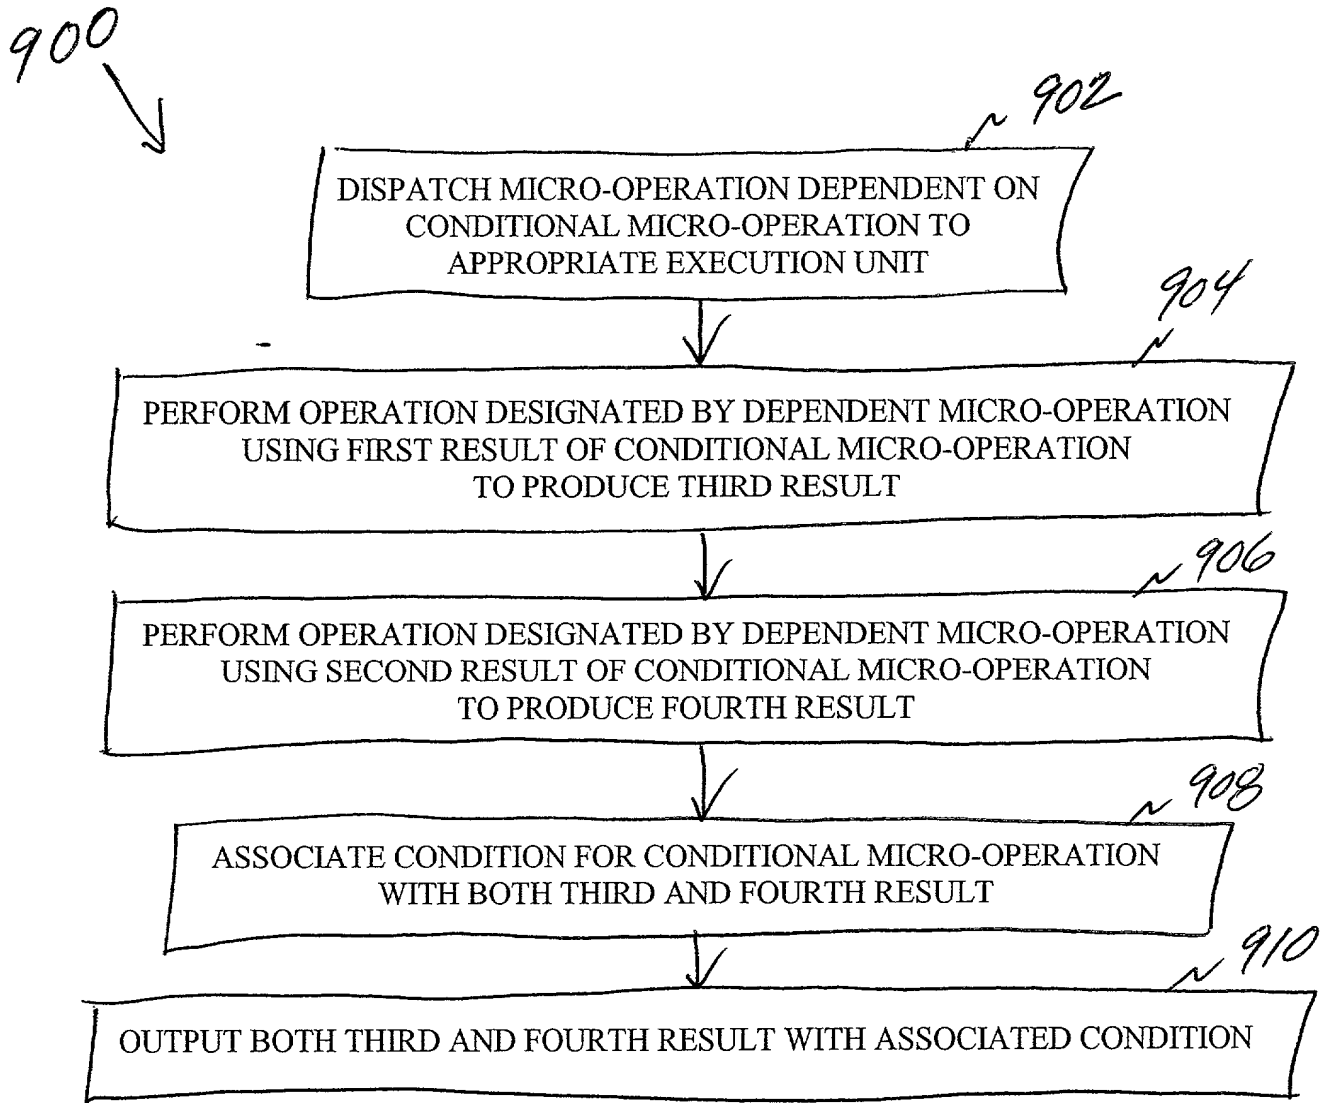 900
902
DISPATCH MICRO-OPERATION DEPENDENT ON
CONDITIONAL MICRO-OPERATION TO
APPROPRIATE EXECUTION UNIT
904
PERFORM OPERATION DESIGNATED BY DEPENDENT MICRO-OPERATION
USING FIRST RESULT OF CONDITIONAL MICRO-OPERATION
TO PRODUCE THIRD RESULT
906
PERFORM OPERATION DESIGNATED BY DEPENDENT MICRO-OPERATION
USING SECOND RESULT OF CONDITIONAL MICRO-OPERATION
TO PRODUCE FOURTH RESULT
908
ASSOCIATE CONDITION FOR CONDITIONAL MICRO-OPERATION
WITH BOTH THIRD AND FOURTH RESULT
910
OUTPUT BOTH THIRD AND FOURTH RESULT WITH ASSOCIATED CONDITION